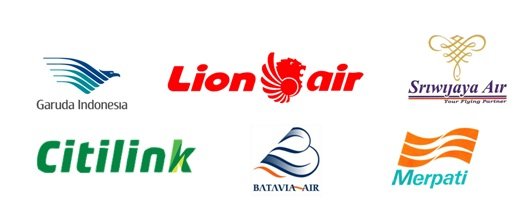 Garuda Indonesia
Lion air
Sriwijaya Air
Your Flying Partner
Citilink
BATAVIA AIR
Merpati